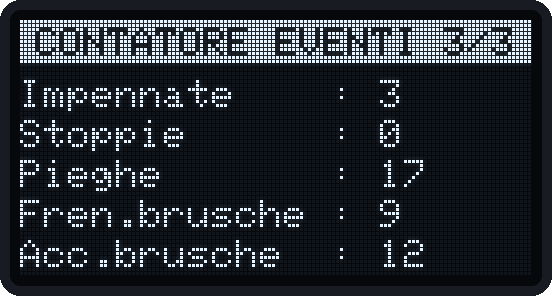 CONTATORE EVENTI 3/3
Impennate : 3
Stoppie : 0
Pieghe : 17
Fren.brusche : 9
Acc.brusche : 12